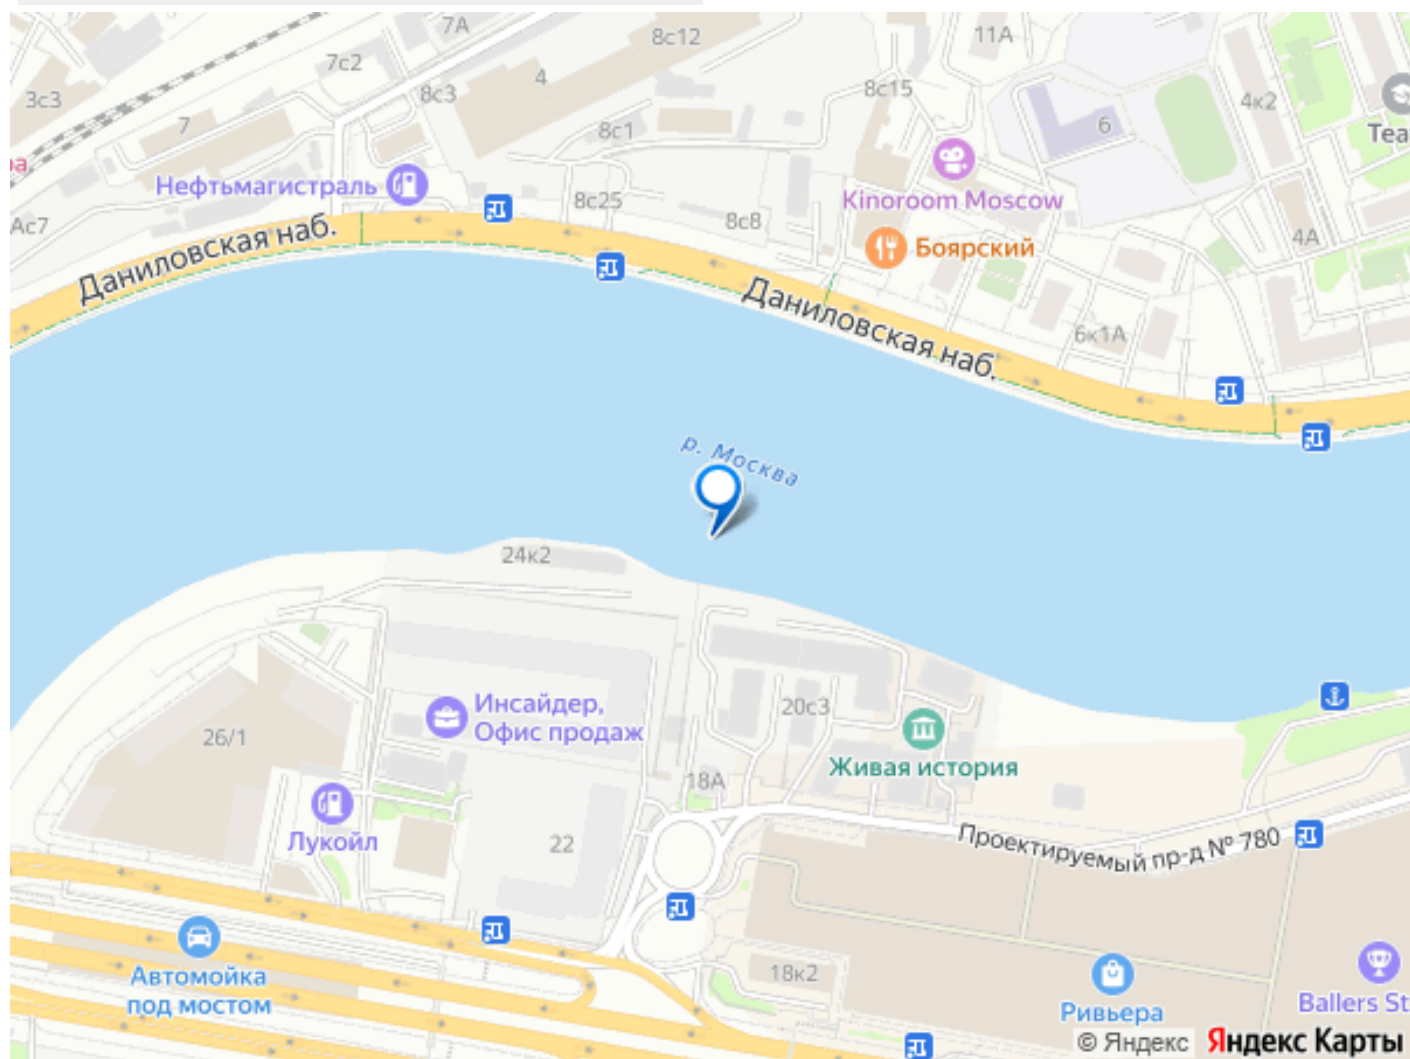 7А
8с12
11А
7с2
3с3
8с3
4
8с15
4к2
7
8с1
6
Теа
ра
Нефтьмагистраль
8с25
8с8
Kinoroom Moscow
Ас7
Даниловская наб.
Боярский
4А
Даниловская наб.
6к1А
р. Москва
24к2
Инсайдер,
Офис продаж
20с3
26/1
Живая история
18А
Лукойл
22
Проектируемый пр-д № 780
Автомойка
под мостом
18к2
Ривьера
Ballers St
© Яндекс Яндекс Карты